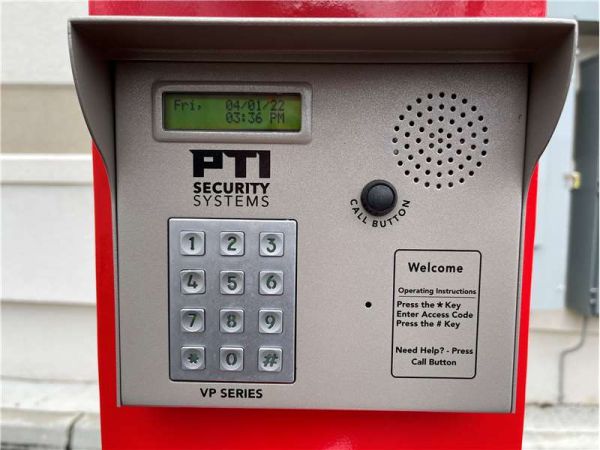 Fri, 04/01/22
03:36 PM
PTI
SECURITY
SYSTEMS
CALL BUTTON
1 2 3
4 5 6
7 8 9
* 0 #
VP SERIES
Welcome
Operating Instructions
Press the * Key
Enter Access Code
Press the # Key
Need Help? - Press
Call Button